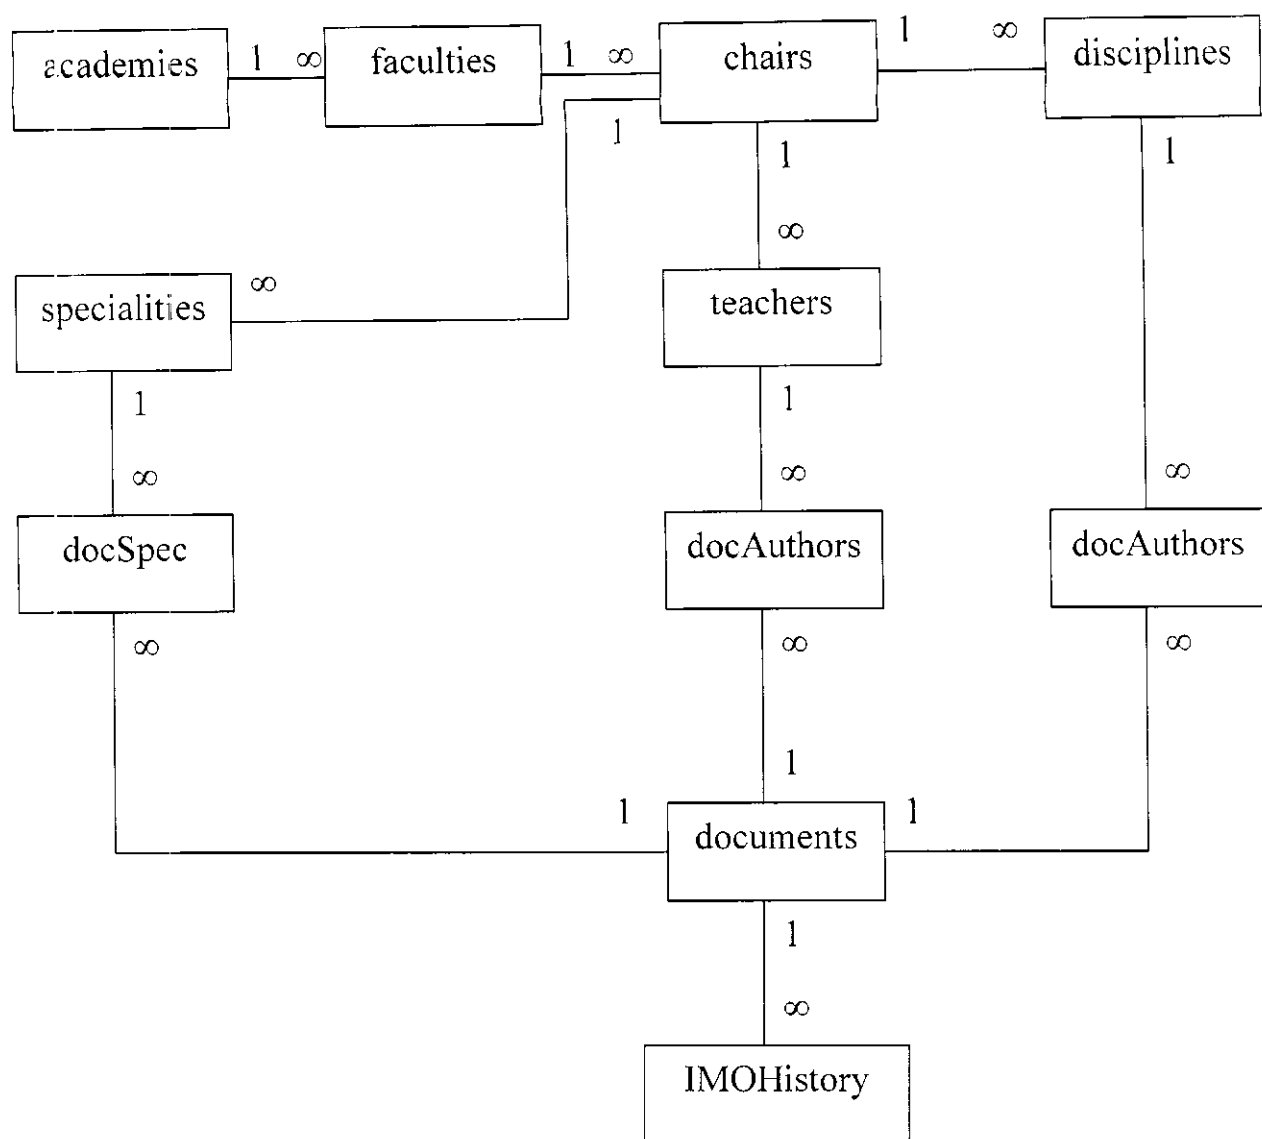 academies 1 ∞ faculties 1 ∞ chairs 1 ∞ disciplines
1 1 1
∞ ∞
specialities teachers
1 1
∞ ∞ ∞
docSpec docAuthors docAuthors
∞ ∞ ∞
1
1 documents 1
1
∞
IMOHistory